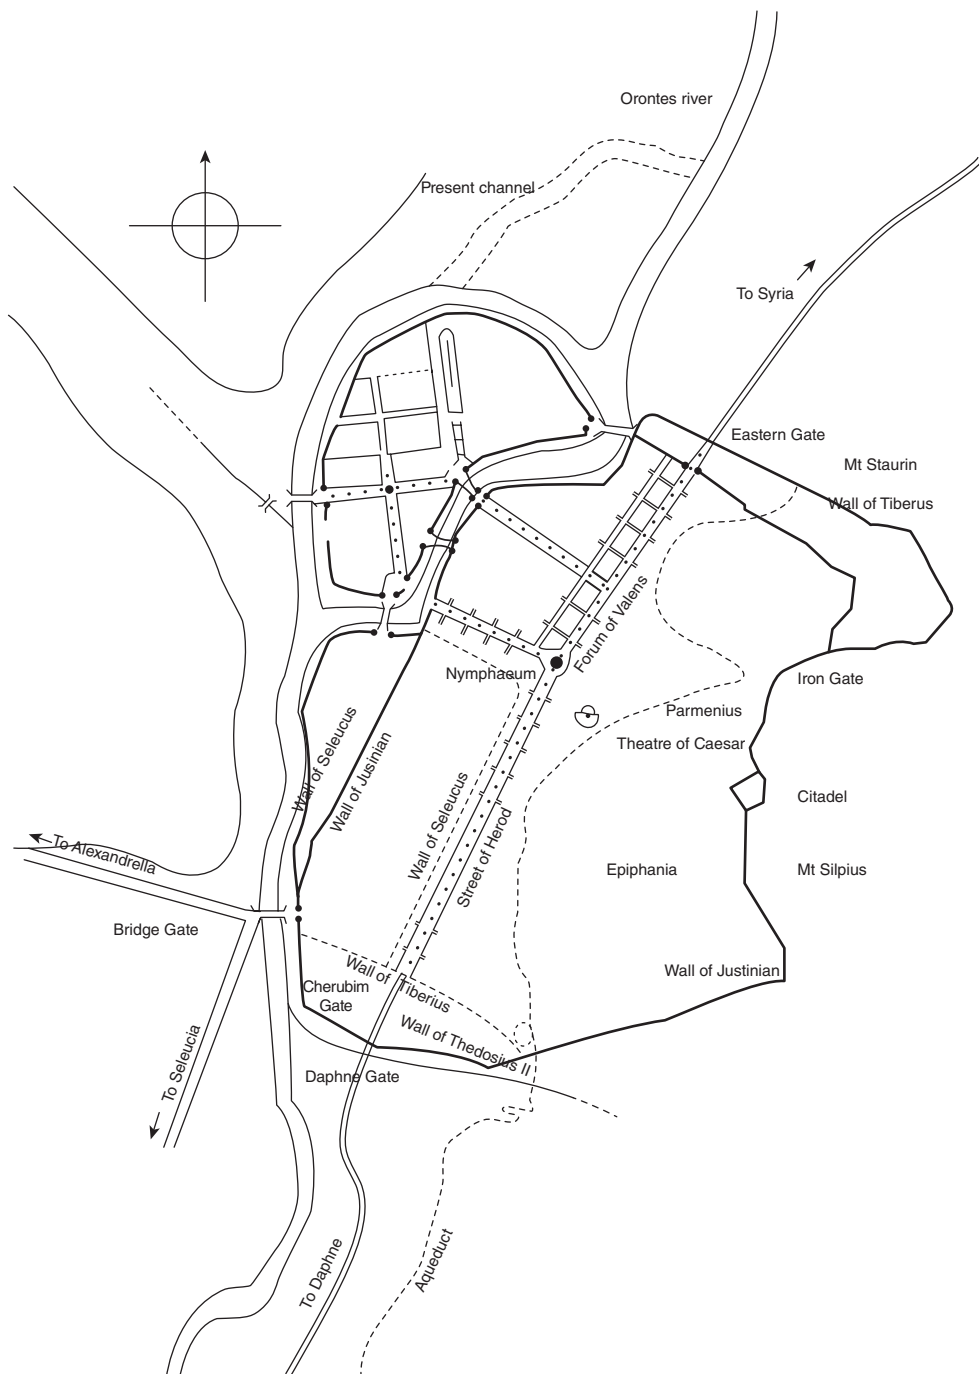 Orontes river
Present channel
To Syria
Eastern Gate
Mt Staurin
Wall of Tiberus
Forum of Valens
Nymphaeum
Iron Gate
Parmenius
Theatre of Caesar
Wall of Seleucus
Wall of Jusinian
Wall of Seleucus
Street of Herod
Citadel
To Alexandrella
Epiphania
Mt Silpius
Bridge Gate
Wall of Justinian
Wall of Tiberius
Cherubim
Gate
Wall of Thedosius II
To Seleucia
Daphne Gate
To Daphne
Aqueduct